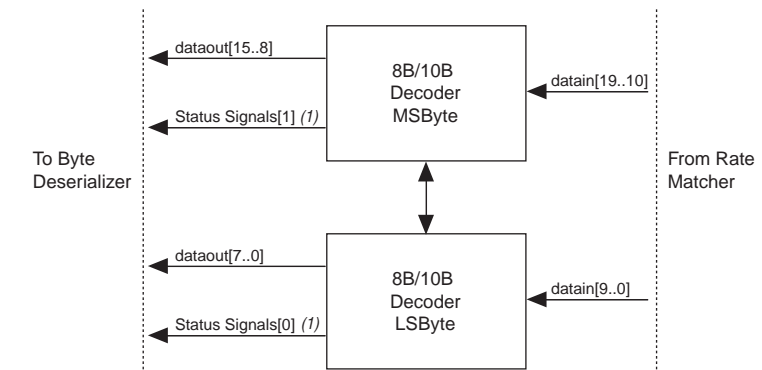 dataout[15..8]
8B/10B
Decoder
MSByte
datain[19..10]
Status Signals[1] (1)
To Byte
Deserializer
From Rate
Matcher
dataout[7..0]
8B/10B
Decoder
LSByte
datain[9..0]
Status Signals[0] (1)